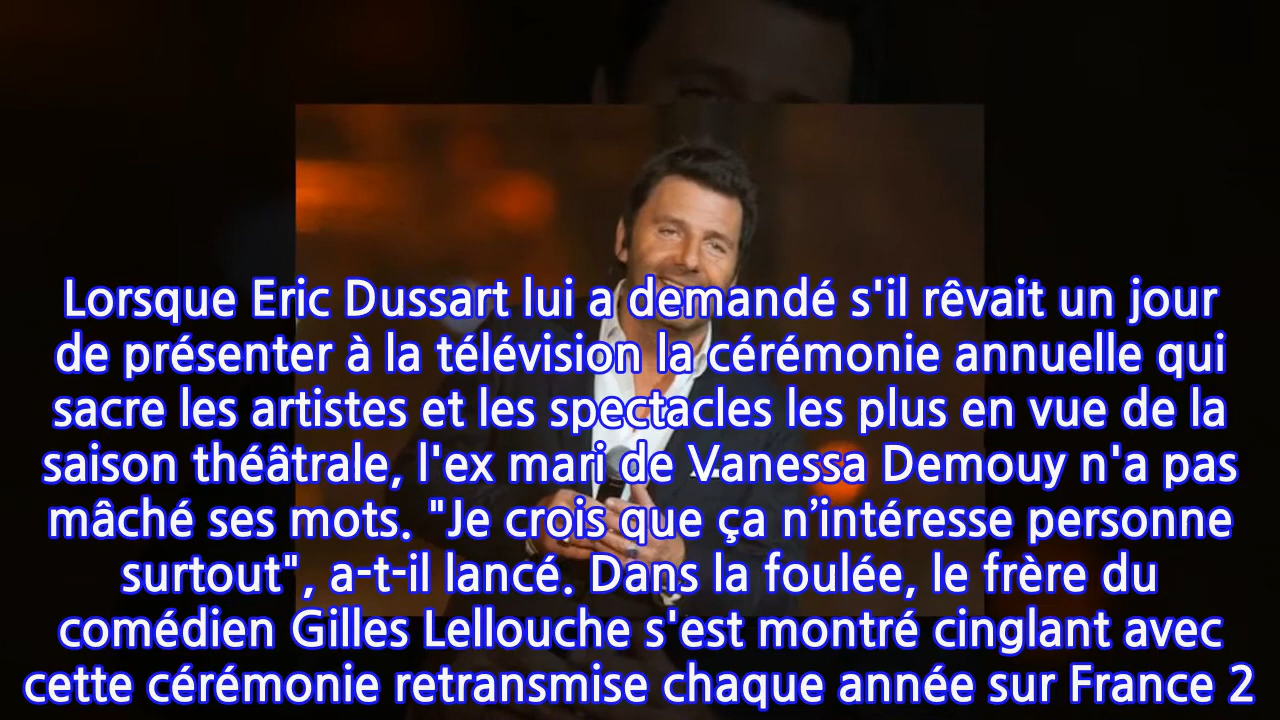 Lorsque Eric Dussart lui a demandé s'il rêvait un jour
de présenter à la télévision la cérémonie annuelle qui
sacre les artistes et les spectacles les plus en vue de la
saison théâtrale, l'ex mari de Vanessa Demouy n'a pas
mâché ses mots. "Je crois que ça n’intéresse personne
surtout", a-t-il lancé. Dans la foulée, le frère du
comédien Gilles Lellouche s'est montré cinglant avec
cette cérémonie retransmise chaque année sur France 2